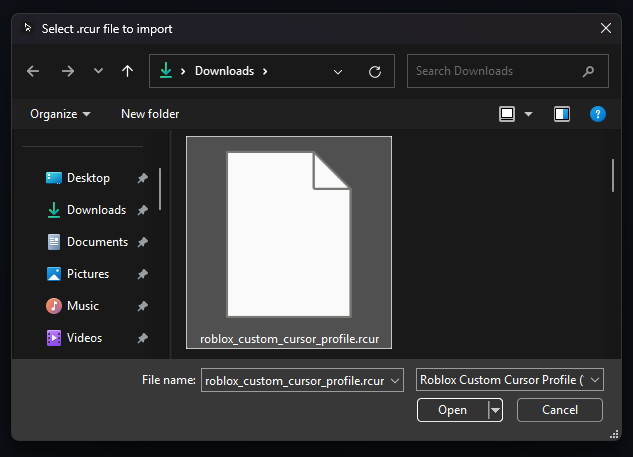 Select .rcur file to import
Downloads
Search Downloads
Organize
New folder
Desktop
Downloads
Documents
Pictures
Music
Videos
roblox_custom_cursor_profile.rcur
File name:
roblox_custom_cursor_profile.rcur
Roblox Custom Cursor Profile (
Open
Cancel